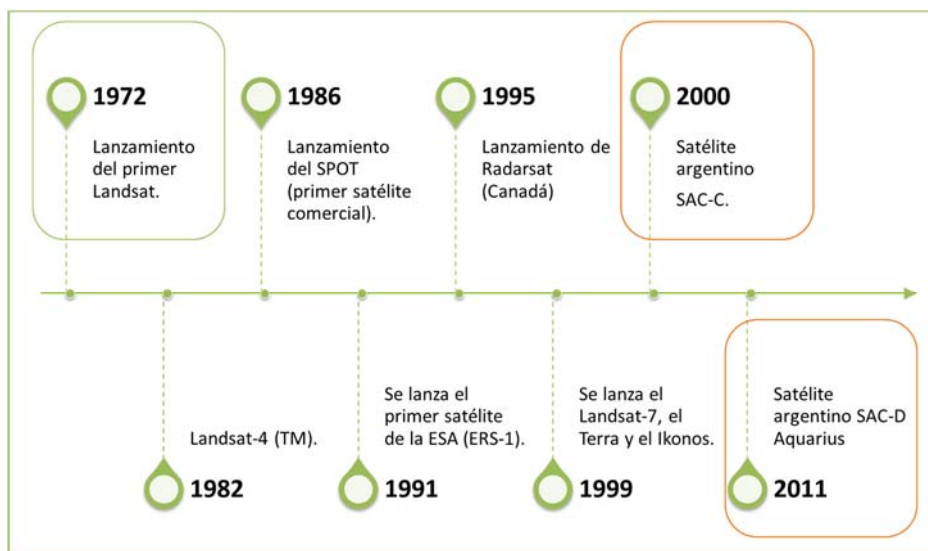 1972
Lanzamiento
del primer
Landsat.
1986
Lanzamiento
del SPOT
(primer satélite
comercial).
1995
Lanzamiento de
Radarsat
(Canadá)
2000
Satélite
argentino
SAC-C.
Landsat-4 (TM).
1982
Se lanza el
primer satélite
de la ESA (ERS-1).
1991
Se lanza el
Landsat-7, el
Terra y el Ikonos.
1999
Satélite
argentino SAC-D
Aquarius
2011